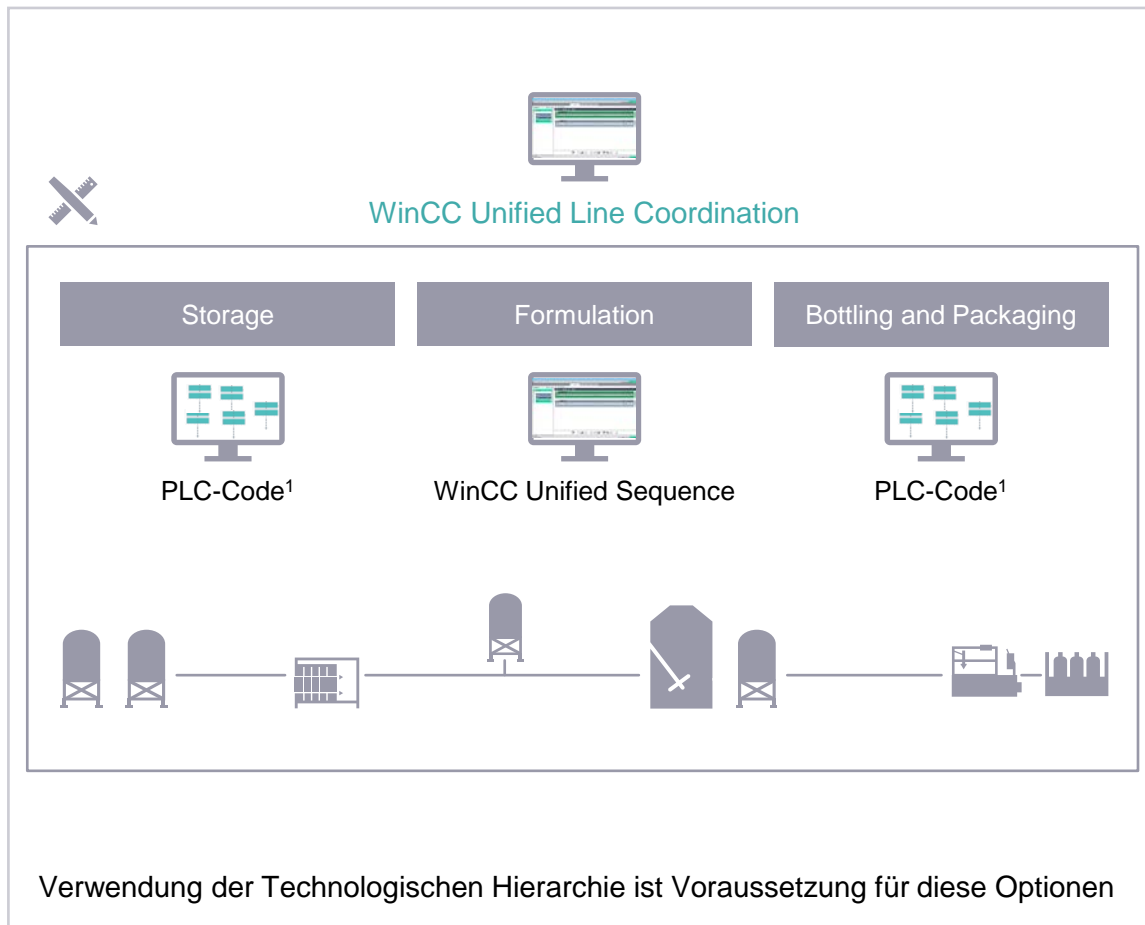 WinCC Unified Line Coordination
Storage
Formulation
Bottling and Packaging
PLC-Code¹
WinCC Unified Sequence
PLC-Code¹
Verwendung der Technologischen Hierarchie ist Voraussetzung für diese Optionen